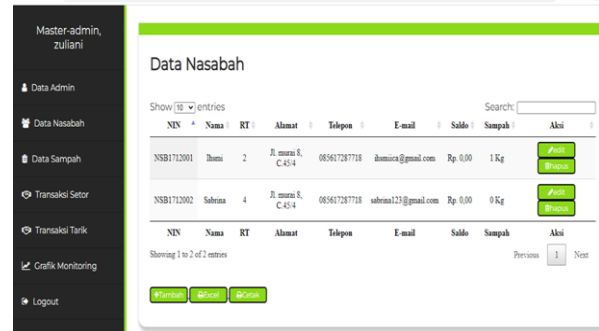 Master-admin,
zuliani
Data Admin
Data Nasabah
Data Sampah
Transaksi Setor
Transaksi Tarik
Grafik Monitoring
Logout
Data Nasabah
Show 10 entries Search:
NIN Nama RT Alamat Telepon E-mail Saldo Sampah Aksi
NSB1712001 2 Jl. murai 8, C.45/4 085617287718 Rp. 0,00 1 Kg edit hapus
NSB1712002 Sabrina 4 Jl. murai 8, C.45/4 085617287718 sabrina123@gmail.com Rp. 0,00 0 Kg edit hapus
NIN Nama RT Alamat Telepon E-mail Saldo Sampah Aksi
Showing 1 to 2 of 2 entries Previous 1 Next
+Tambah Excel Cetak